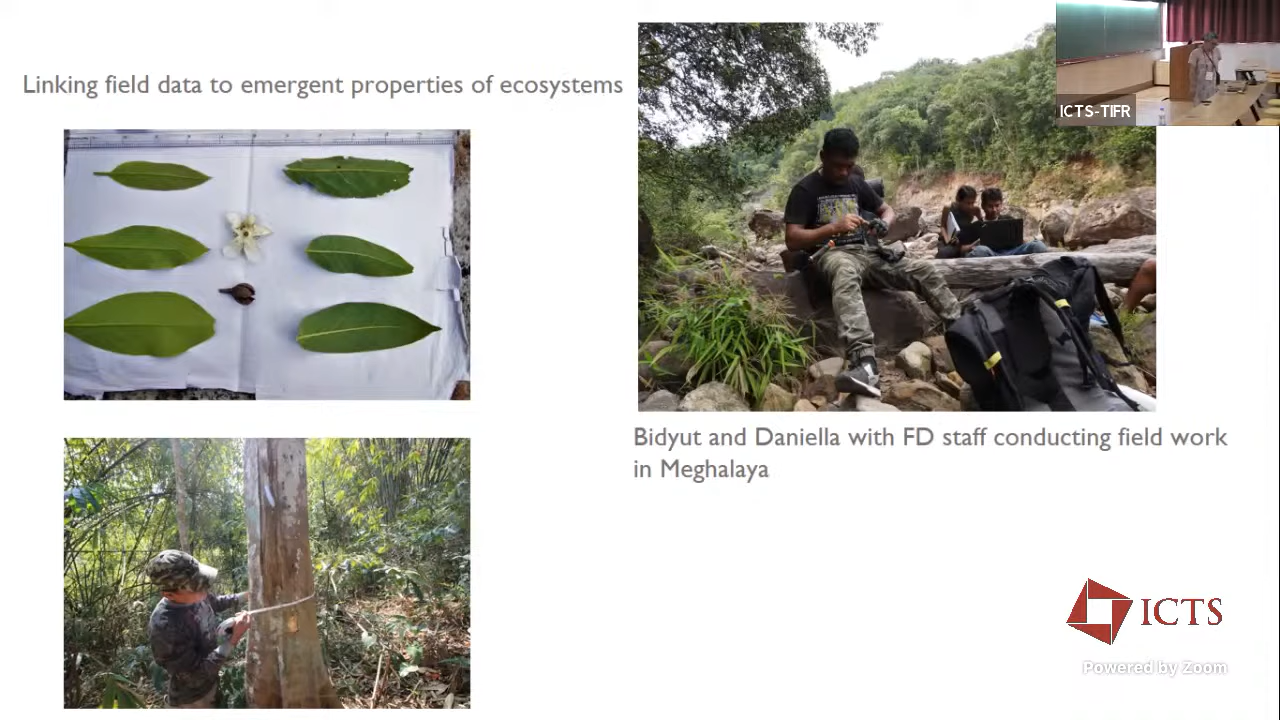 Linking field data to emergent properties of ecosystems
ICTS-TIFR
Bidyut and Daniella with FD staff conducting field work
in Meghalaya
ICTS
Powered by Zoom